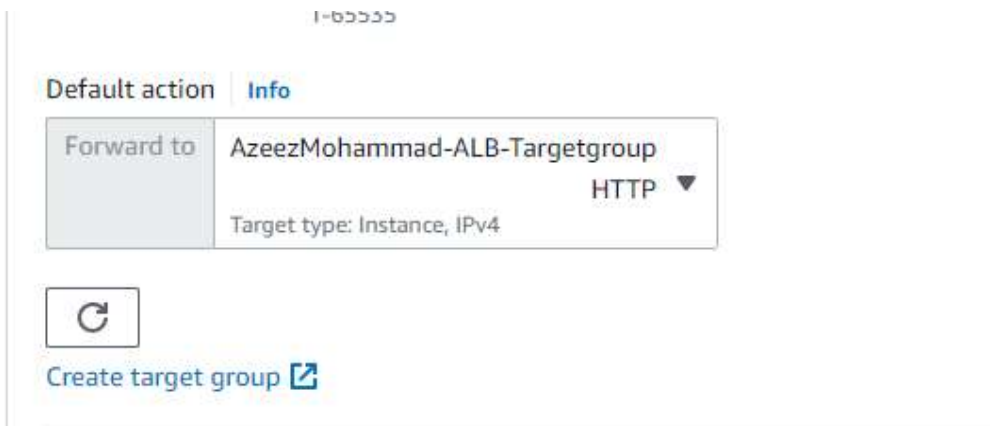 1-65535
Default action Info
Forward to AzeezMohammad-ALB-Targetgroup
HTTP
Target type: Instance, IPv4
Create target group